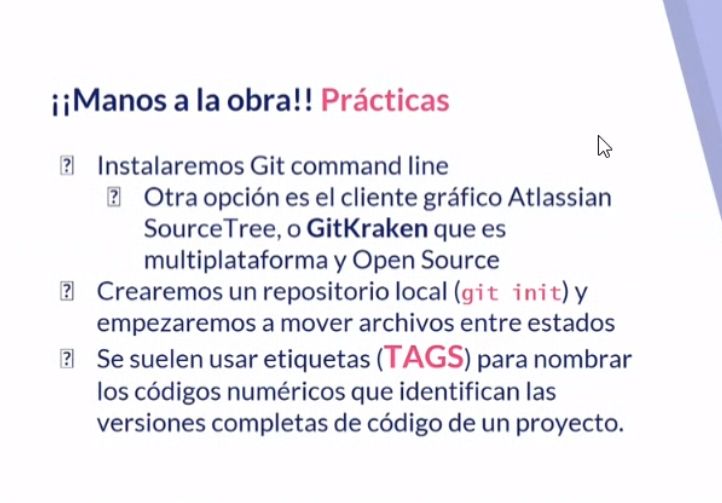 ¡¡Manos a la obra!! Prácticas
Instalaremos Git command line
Otra opción es el cliente gráfico Atlassian
SourceTree, o GitKraken que es
multiplataforma y Open Source
Crearemos un repositorio local (git init) y
empezaremos a mover archivos entre estados
Se suelen usar etiquetas (TAGS) para nombrar
los códigos numéricos que identifican las
versiones completas de código de un proyecto.